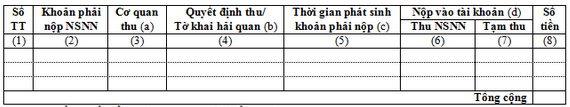 Số TT Khoản phải nộp NSNN Cơ quan thu (a) Quyết định thu/ Tờ khai hải quan (b) Thời gian phát sinh khoản phải nộp (c) Nộp vào tài khoản (d) Số tiền
Thu NSNN Tạm thu
(1) (2) (3) (4) (5) (6) (7) (8)
Tổng cộng